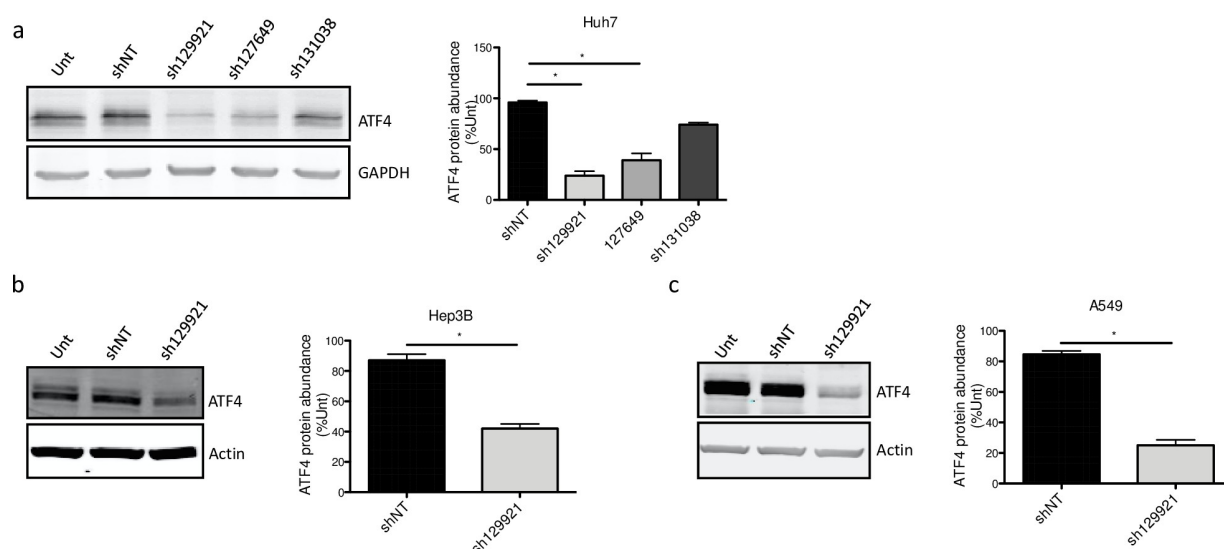 a
Unt
shNT
sh129921
sh127649
sh131038
ATF4
GAPDH
Huh7
ATF4 protein abundance
(%Unt)
150
100
50
0
shNT
sh129921
127649
sh131038
*
*
b
Unt
shNT
sh129921
ATF4
Actin
Hep3B
ATF4 protein abundance
(%Unt)
100
80
60
40
20
0
*
shNT
sh129921
c
Unt
shNT
sh129921
ATF4
Actin
A549
ATF4 protein abundance
(%Unt)
100
80
60
40
20
0
*
shNT
sh129921